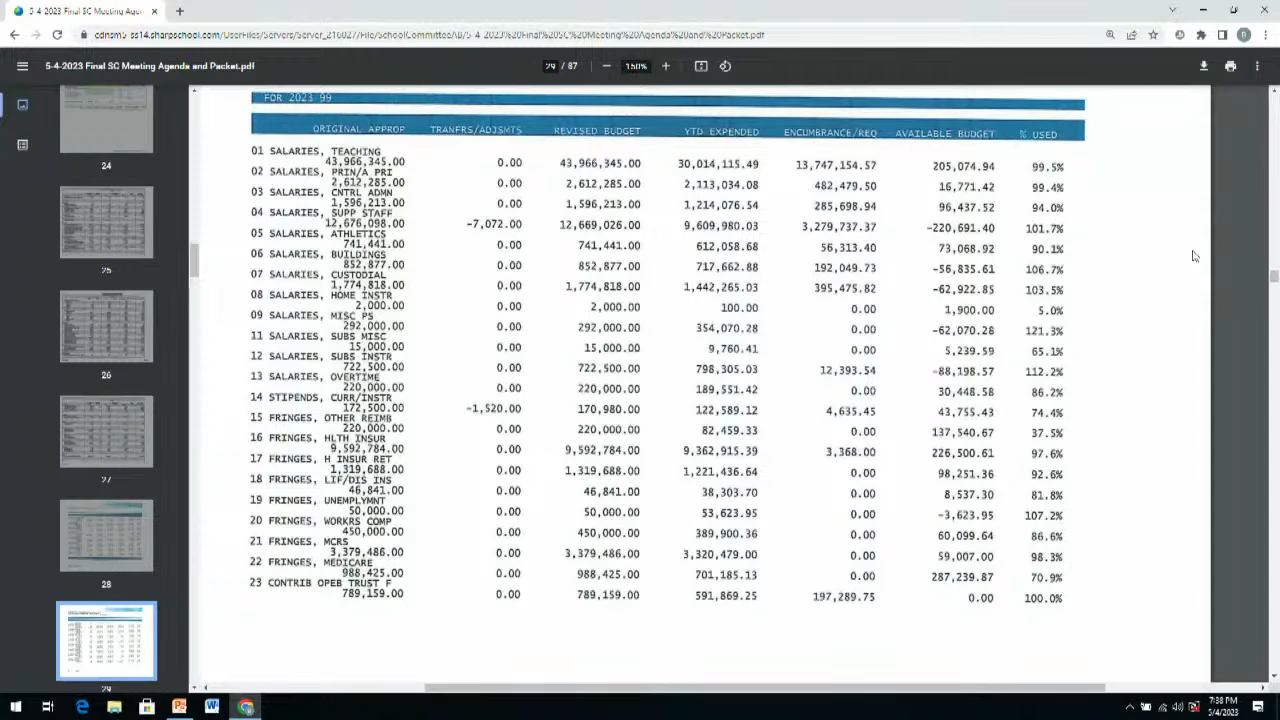 5-4-2023 Final SC Meeting Agen
cdnsm5-ss14.sharpschool.com/UserFiles/Servers/Server_216027/File/SchoolCommittee/AB/5-4-2023%20Final%20SC%20Meeting%20Agenda%20and%20Packet.pdf
5-4-2023 Final SC Meeting Agenda and Packet.pdf
29 / 87
150%
FOR 2023 99
ORIGINAL APPROP TRANFRS/ADJSMTS REVISED BUDGET YTD EXPENDED ENCUMBRANCE/REQ AVAILABLE BUDGET % USED
01 SALARIES, TEACHING
43,966,345.00 0.00 43,966,345.00 30,014,115.49 13,747,154.57 205,074.94 99.5%
02 SALARIES, PRIN/A PRI
2,612,285.00 0.00 2,612,285.00 2,113,034.08 482,479.50 16,771.42 99.4%
03 SALARIES, CNTRL ADMN
1,596,213.00 0.00 1,596,213.00 1,214,076.54 285,698.94 96,437.52 94.0%
04 SALARIES, SUPP STAFF
12,676,098.00 -7,072.00 12,669,026.00 9,609,980.03 3,279,737.37 -220,691.40 101.7%
05 SALARIES, ATHLETICS
741,441.00 0.00 741,441.00 612,058.68 56,313.40 73,068.92 90.1%
06 SALARIES, BUILDINGS
852,877.00 0.00 852,877.00 717,662.88 192,049.73 -56,835.61 106.7%
07 SALARIES, CUSTODIAL
1,774,818.00 0.00 1,774,818.00 1,442,265.03 395,475.82 -62,922.85 103.5%
08 SALARIES, HOME INSTR
2,000.00 0.00 2,000.00 100.00 0.00 1,900.00 5.0%
09 SALARIES, MISC PS
292,000.00 0.00 292,000.00 354,070.28 0.00 -62,070.28 121.3%
11 SALARIES, SUBS MISC
15,000.00 0.00 15,000.00 9,760.41 0.00 5,239.59 65.1%
12 SALARIES, SUBS INSTR
722,500.00 0.00 722,500.00 798,305.03 12,393.54 -88,198.57 112.2%
13 SALARIES, OVERTIME
220,000.00 0.00 220,000.00 189,551.42 0.00 30,448.58 86.2%
14 STIPENDS, CURR/INSTR
172,500.00 -1,520.00 170,980.00 122,589.12 4,635.45 43,755.43 74.4%
15 FRINGES, OTHER REIMB
220,000.00 0.00 220,000.00 82,459.33 0.00 137,540.67 37.5%
16 FRINGES, HLTH INSUR
9,592,784.00 0.00 9,592,784.00 9,362,915.39 3,368.00 226,500.61 97.6%
17 FRINGES, H INSUR RET
1,319,688.00 0.00 1,319,688.00 1,221,436.64 0.00 98,251.36 92.6%
18 FRINGES, LIF/DIS INS
46,841.00 0.00 46,841.00 38,303.70 0.00 8,537.30 81.8%
19 FRINGES, UNEMPLYMNT
50,000.00 0.00 50,000.00 53,623.95 0.00 -3,623.95 107.2%
20 FRINGES, WORKRS COMP
450,000.00 0.00 450,000.00 389,900.36 0.00 60,099.64 86.6%
21 FRINGES, MCRS
3,379,486.00 0.00 3,379,486.00 3,320,479.00 0.00 59,007.00 98.3%
22 FRINGES, MEDICARE
988,425.00 0.00 988,425.00 701,185.13 0.00 287,239.87 70.9%
23 CONTRIB OPEB TRUST F
789,159.00 0.00 789,159.00 591,869.25 197,289.75 0.00 100.0%
24
25
26
27
28
29
7:38 PM
5/4/2023